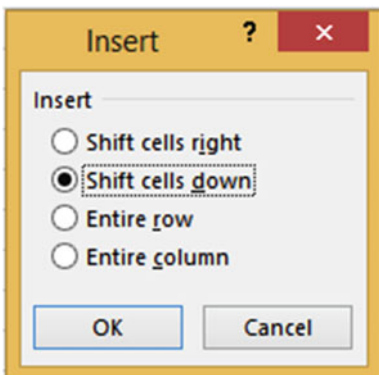 Insert ? ×
Insert
Shift cells right
Shift cells down
Entire row
Entire column
OK Cancel